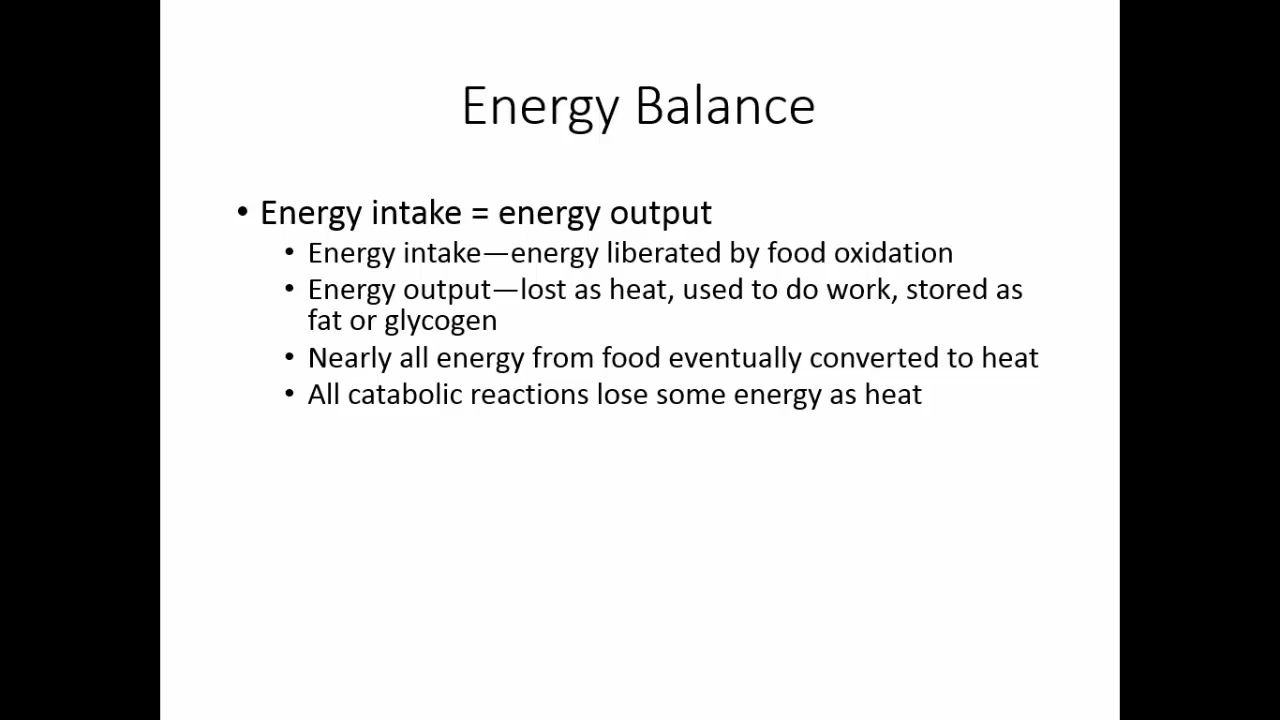 Energy Balance
• Energy intake = energy output
• Energy intake—energy liberated by food oxidation
• Energy output—lost as heat, used to do work, stored as
fat or glycogen
• Nearly all energy from food eventually converted to heat
• All catabolic reactions lose some energy as heat